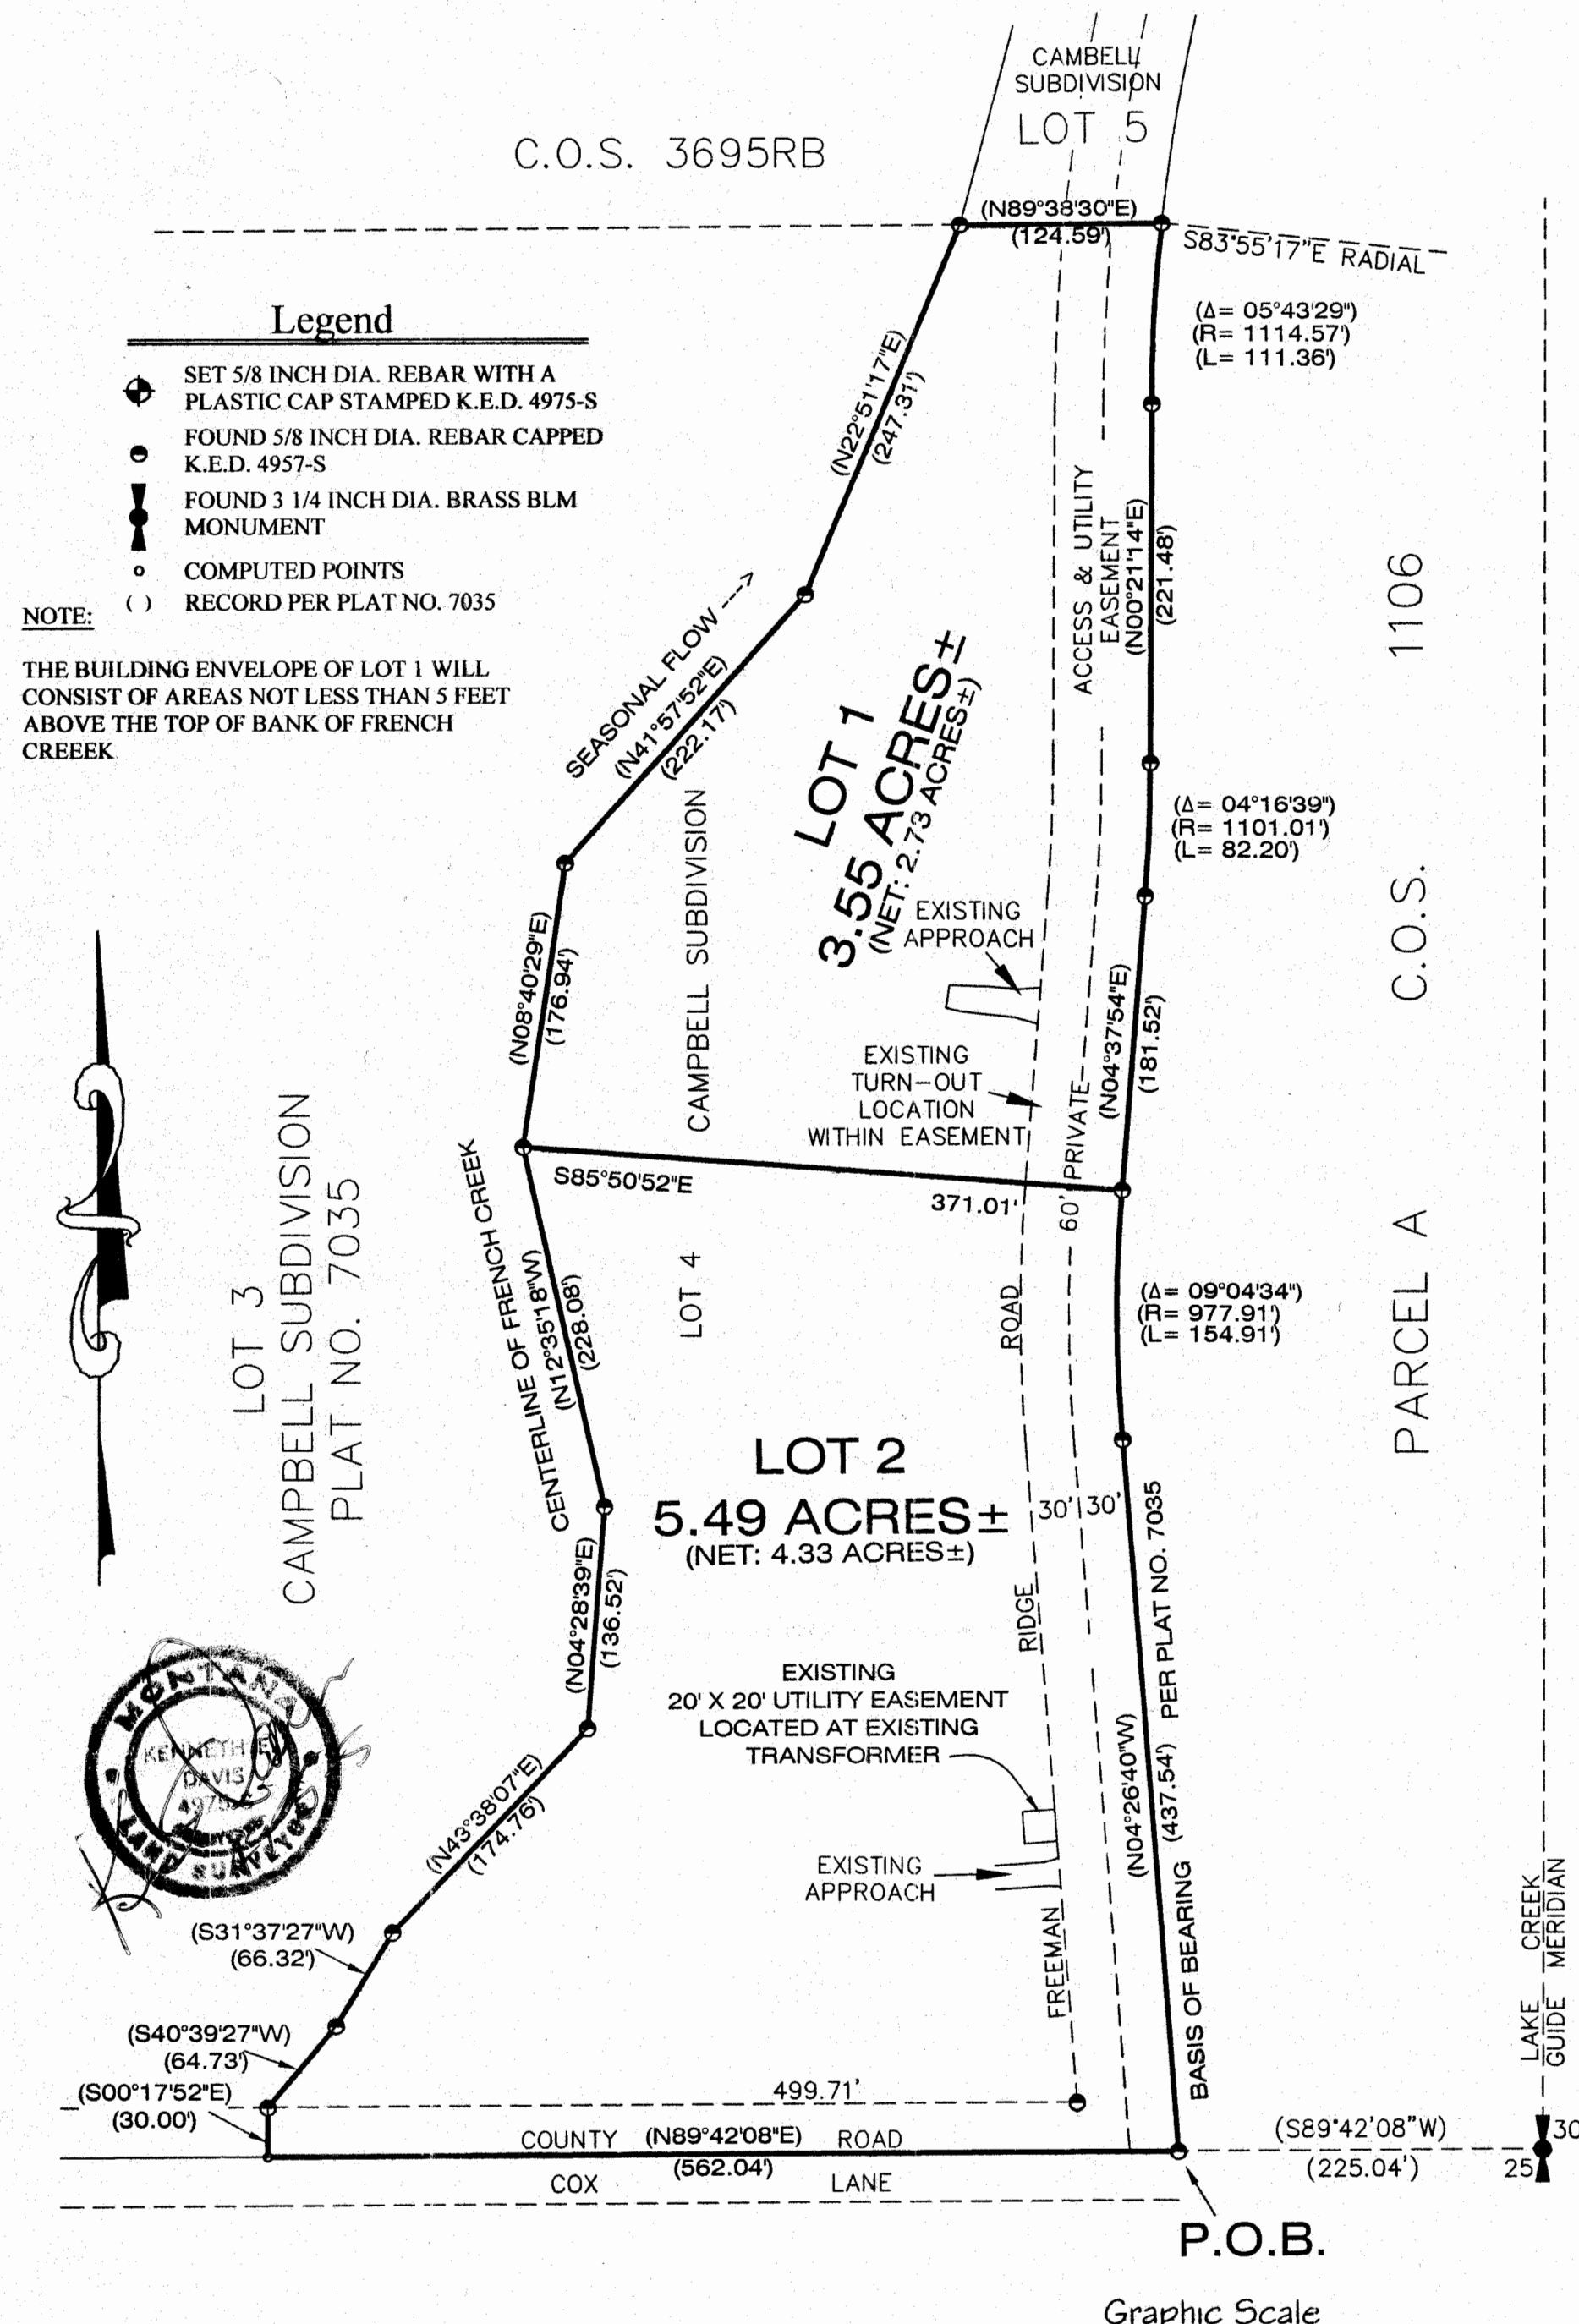 CAMBELL
SUBDIVISION
LOT 5
C.O.S. 3695RB
(N89°38'30"E)
(124.59')
S83°55'17"E RADIAL
Legend
SET 5/8 INCH DIA. REBAR WITH A
PLASTIC CAP STAMPED K.E.D. 4975-S
FOUND 5/8 INCH DIA. REBAR CAPPED
K.E.D. 4957-S
FOUND 3 1/4 INCH DIA. BRASS BLM
MONUMENT
COMPUTED POINTS
( ) RECORD PER PLAT NO. 7035
NOTE:
THE BUILDING ENVELOPE OF LOT 1 WILL
CONSIST OF AREAS NOT LESS THAN 5 FEET
ABOVE THE TOP OF BANK OF FRENCH
CREEEK
(Δ= 05°43'29")
(R= 1114.57')
(L= 111.36')
(N22°51'17"E)
(247.31')
ACCESS & UTILITY
EASEMENT
(N00°21'14"E)
(221.48')
SEASONAL FLOW
(N41°57'52"E)
(222.17')
LOT 1
3.55 ACRES±
(NET: 2.73 ACRES±)
(Δ= 04°16'39")
(R= 1101.01')
(L= 82.20')
CAMPBELL SUBDIVISION
LOT 4
EXISTING
APPROACH
(N08°40'29"E)
(176.94')
EXISTING
TURN-OUT
LOCATION
WITHIN EASEMENT
60' PRIVATE
(N04°37'54"E)
(181.52')
S85°50'52"E
371.01'
PARCEL A C.O.S. 1106
LOT 3
CAMPBELL SUBDIVISION
PLAT NO. 7035
CENTERLINE OF FRENCH CREEK
(N12°35'18"W)
(228.08')
(Δ= 09°04'34")
(R= 977.91')
(L= 154.91')
LOT 2
5.49 ACRES±
(NET: 4.33 ACRES±)
30' 30'
FREEMAN RIDGE ROAD
(N04°28'39"E)
(136.52')
EXISTING
20' X 20' UTILITY EASEMENT
LOCATED AT EXISTING
TRANSFORMER
(N04°26'40"W)
BASIS OF BEARING (437.54') PER PLAT NO. 7035
MONTANA
KENNETH E.
DAVIS
4975-S
LAND SURVEYOR
(N43°38'07"E)
(174.76')
EXISTING
APPROACH
(S31°37'27"W)
(66.32')
(S40°39'27"W)
(64.73')
(S00°17'52"E)
(30.00')
499.71'
COUNTY (N89°42'08"E) ROAD
(562.04')
COX LANE
LAKE CREEK
GUIDE MERIDIAN
(S89°42'08"W)
(225.04')
30
25
P.O.B.
Graphic Scale